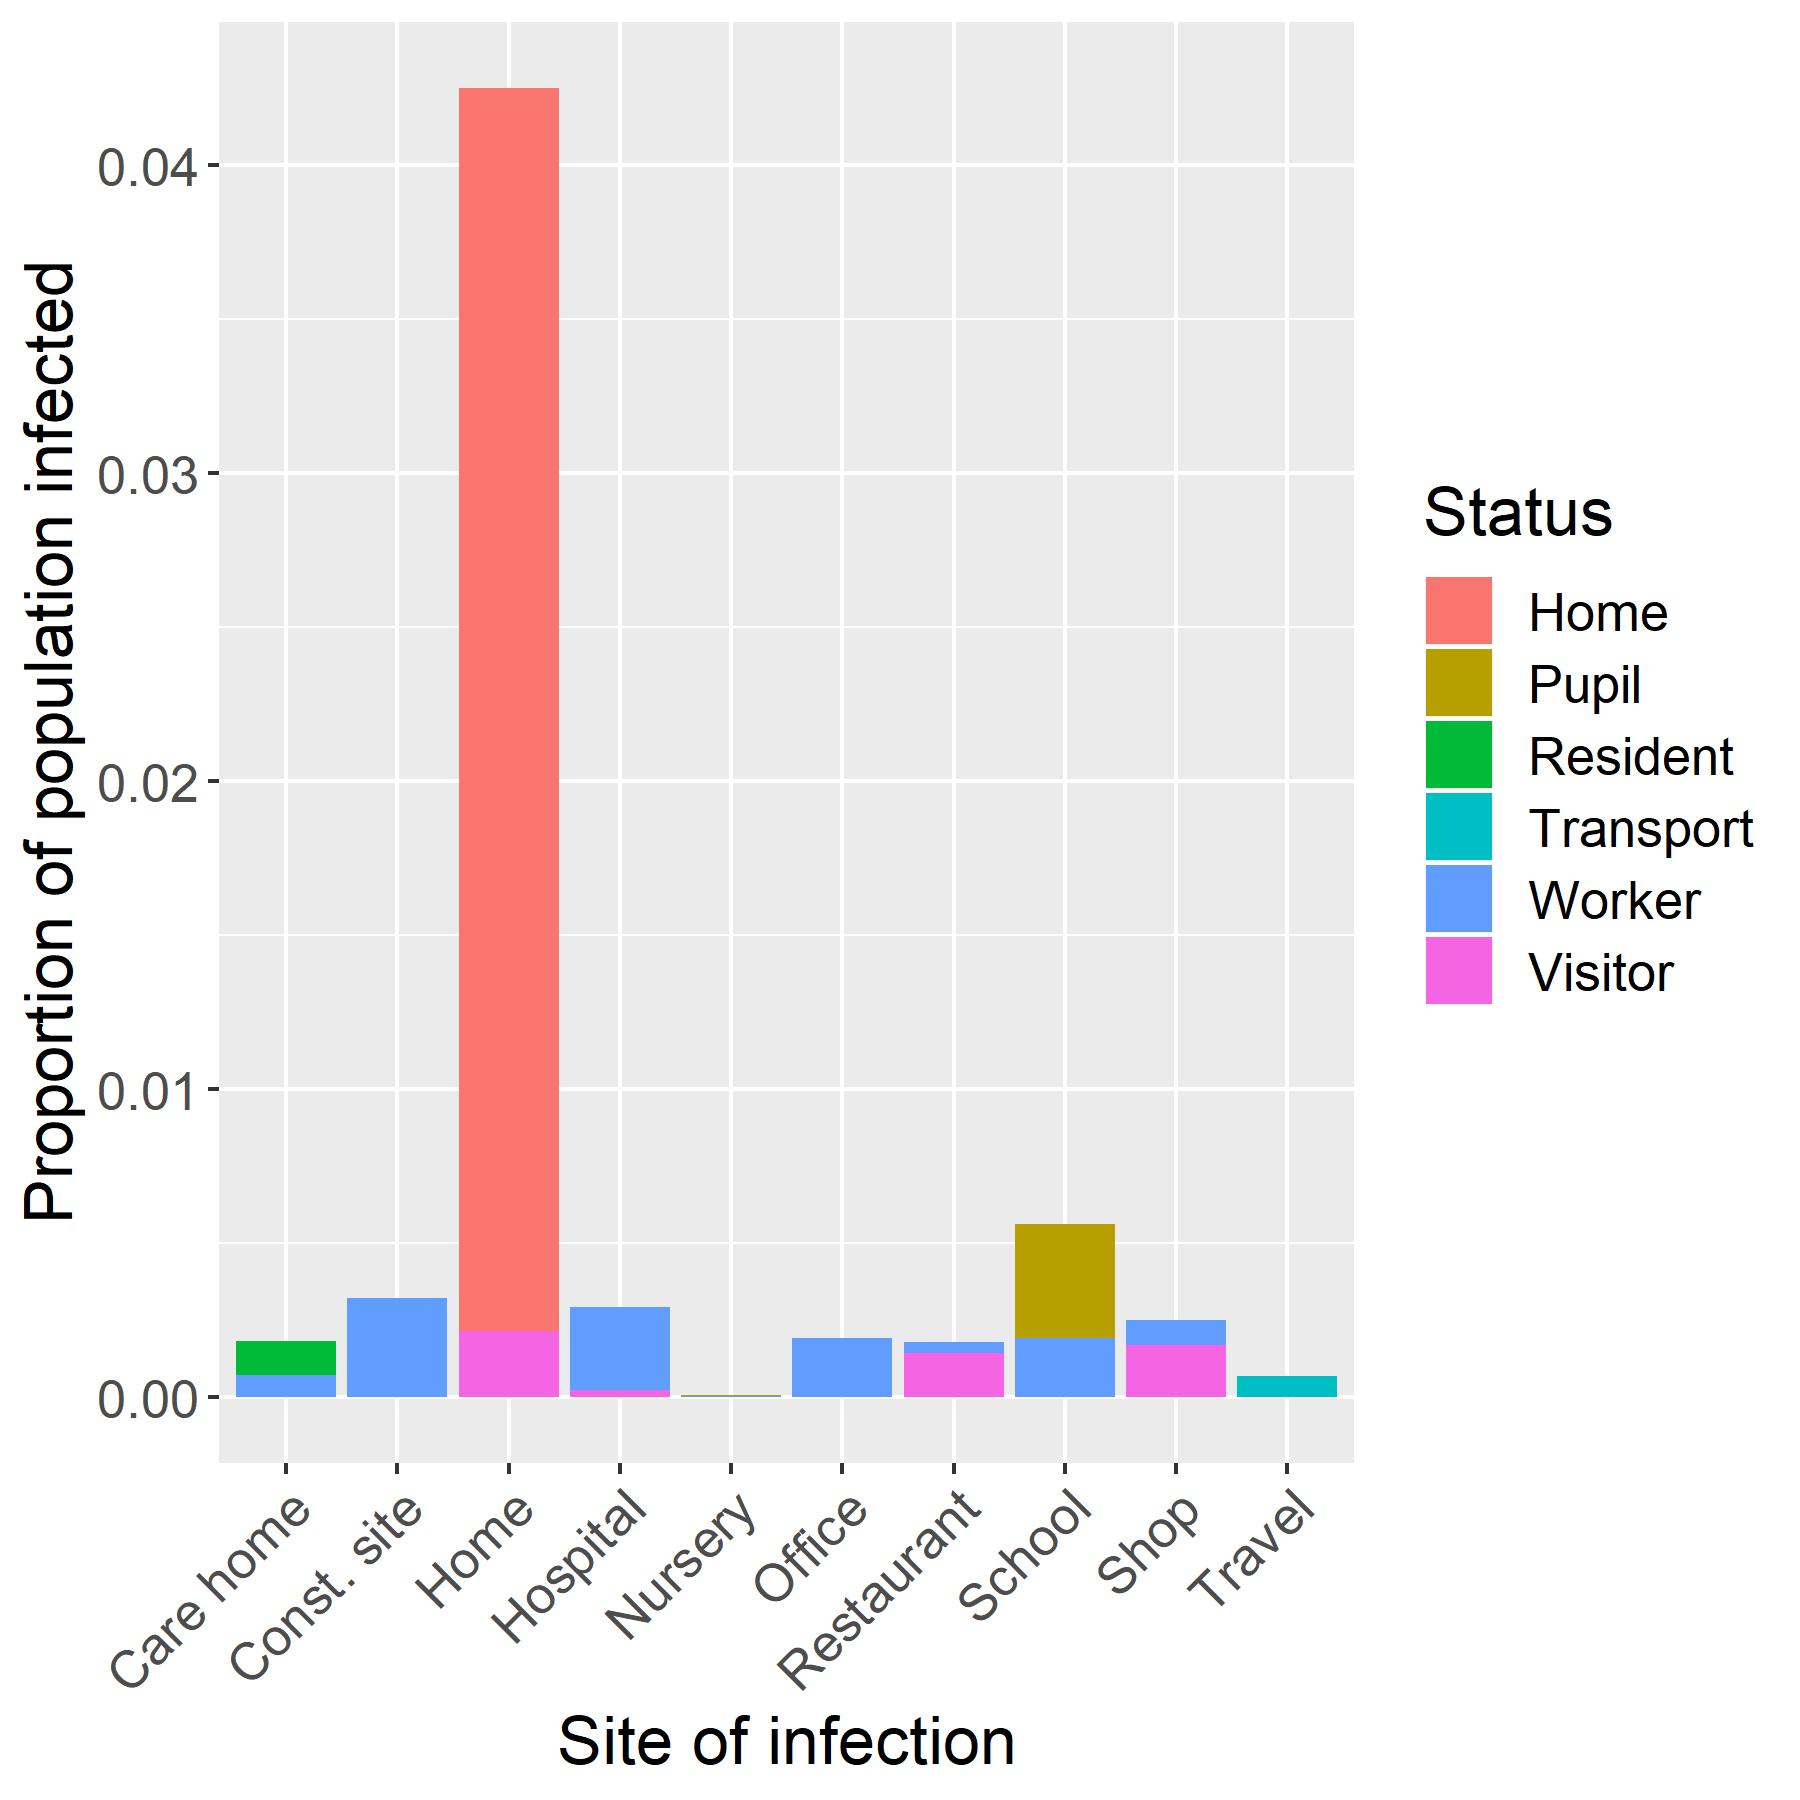 Proportion of population infected
0.04
0.03
0.02
0.01
0.00
Care home
Const. site
Home
Hospital
Nursery
Office
Restaurant
School
Shop
Travel
Site of infection
Status
Home
Pupil
Resident
Transport
Worker
Visitor